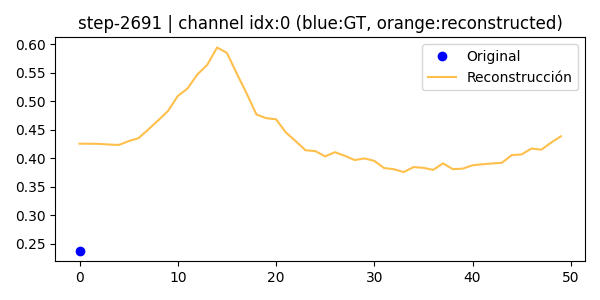 step-2691 | channel idx:0 (blue:GT, orange:reconstructed)
0.60
0.55
0.50
0.45
0.40
0.35
0.30
0.25
Original
Reconstrucción
0 10 20 30 40 50